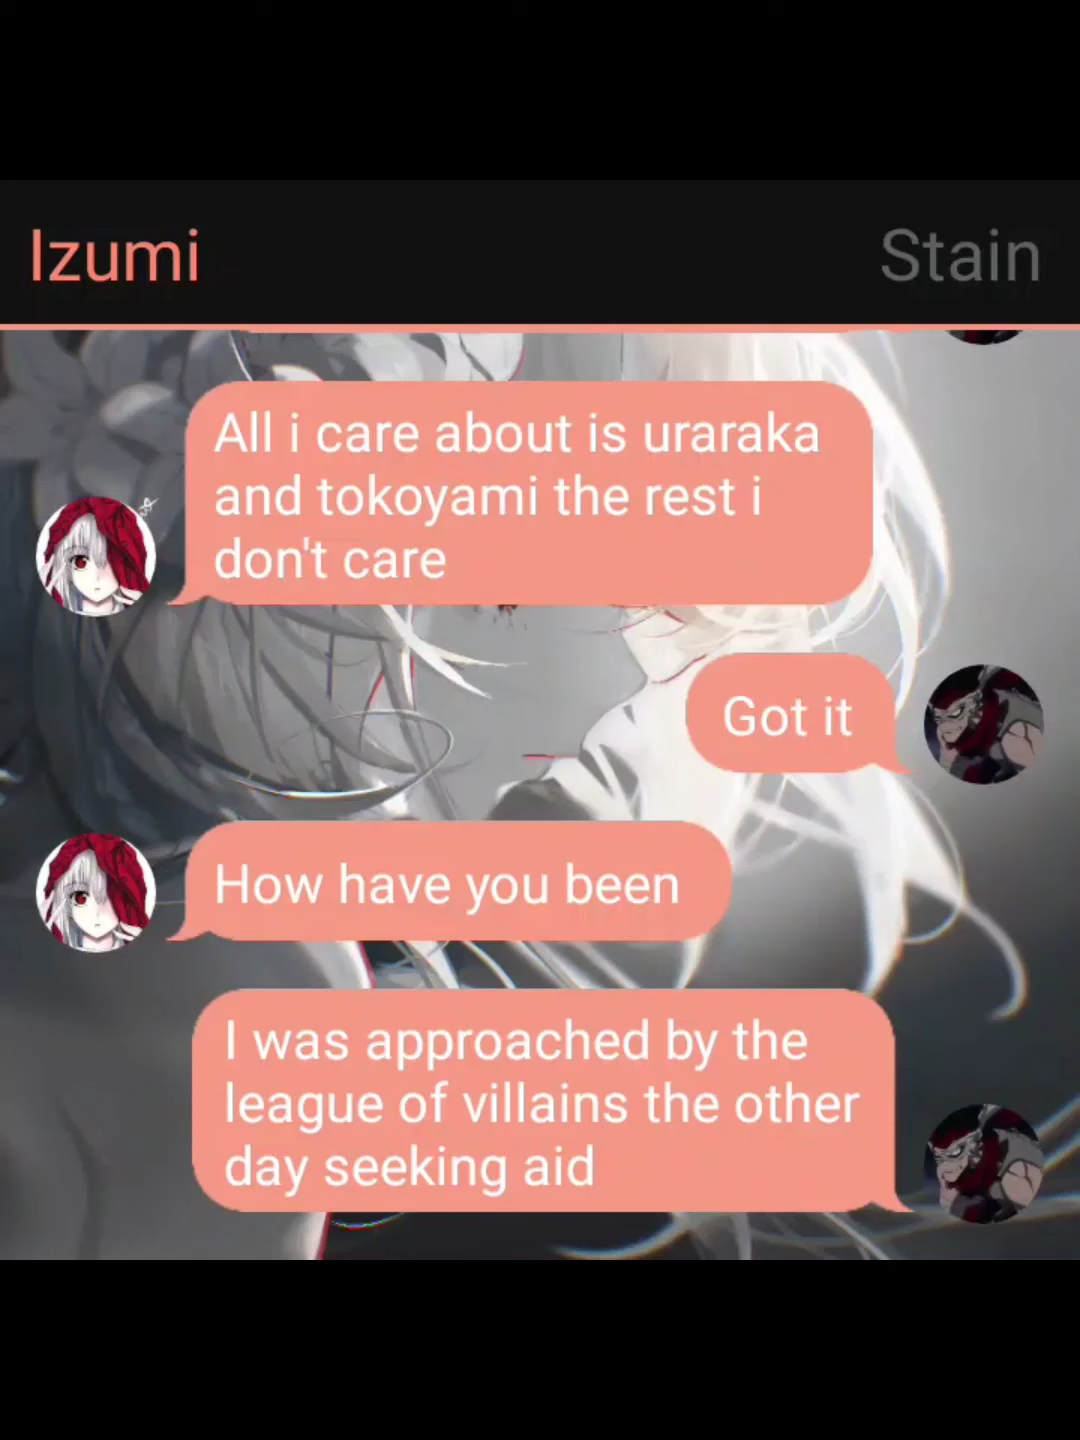 Izumi
Stain
All i care about is uraraka
and tokoyami the rest i
don't care
Got it
How have you been
I was approached by the
league of villains the other
day seeking aid